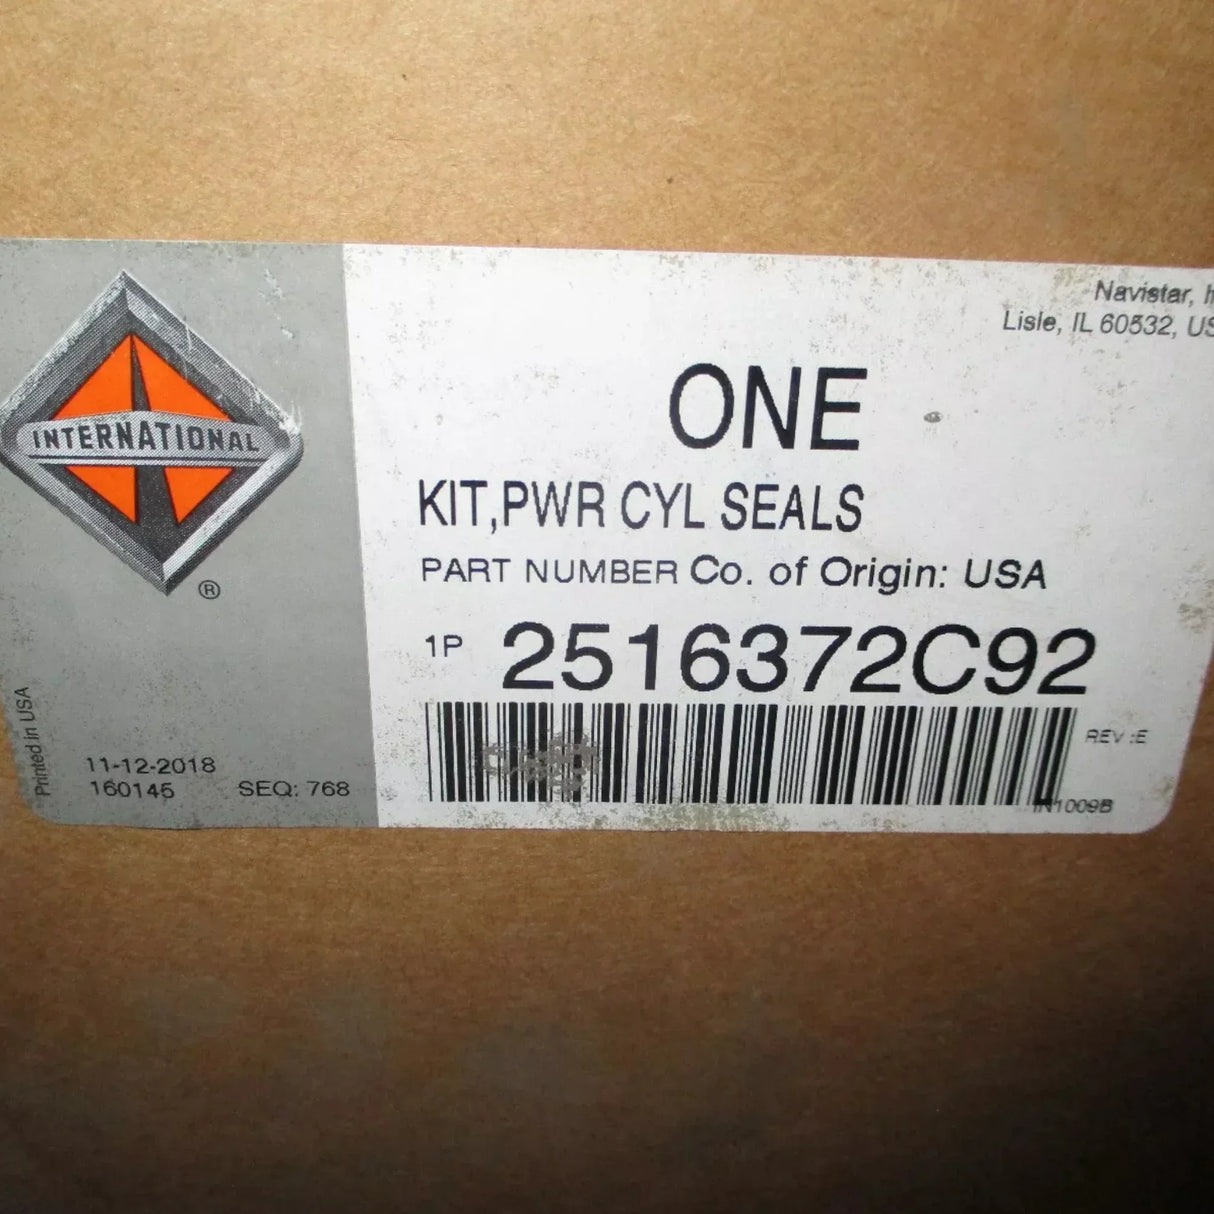 Navistar,
Lisle, IL 60532,
INTERNATIONAL
®
ONE
KIT,PWR CYL SEALS
PART NUMBER Co. of Origin: USA
1P 2516372C92
REV :E
IN1009B
Printed in USA
11-12-2018
160145 SEQ: 768